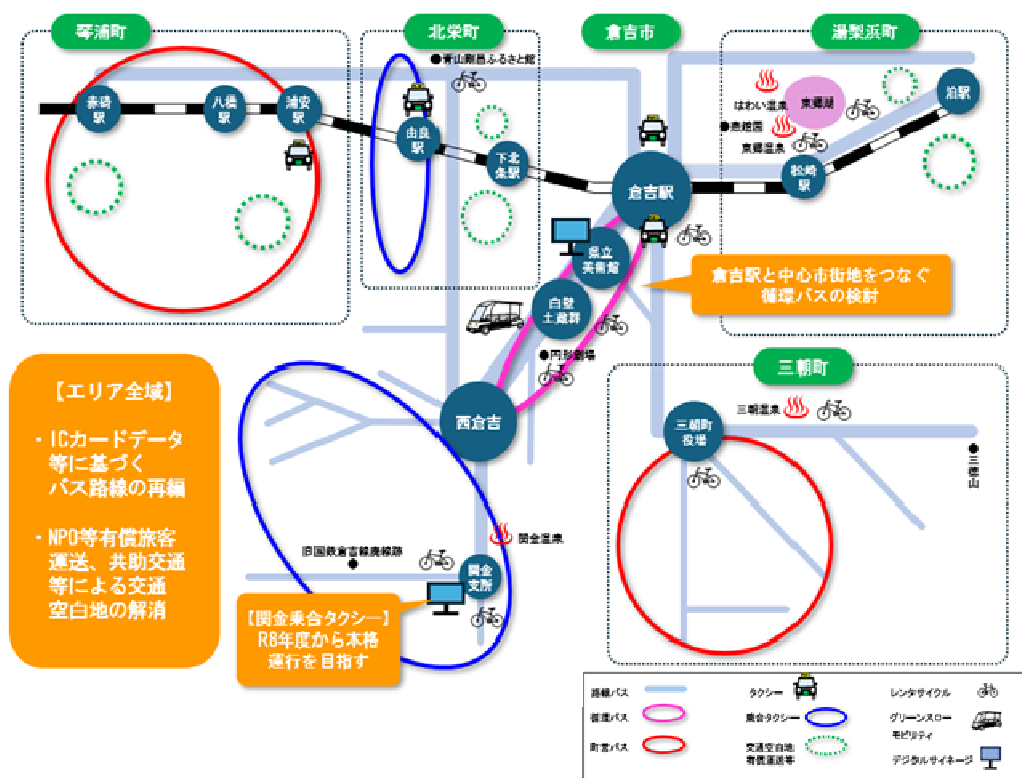 琴浦町
北栄町
倉吉市
湯梨浜町
●青山剛昌ふるさと館
赤碕
駅
八橋
駅
浦安
駅
由良
駅
下北
条駅
倉吉駅
はわい温泉
東郷湖
泊駅
東郷温泉
松崎
駅
県立
美術館
白壁
土蔵群
●円形劇場
倉吉駅と中心市街地をつなぐ
循環バスの検討
西倉吉
三朝町
三朝町
役場
三朝温泉
●三徳山
【エリア全域】
・ICカードデータ
等に基づく
バス路線の再編
・NPO等有償旅客
運送、共助交通
等による交通
空白地の解消
関金温泉
旧国鉄倉吉線廃線跡
関金
支所
【関金乗合タクシー】
R8年度から本格
運行を目指す
路線バス
タクシー
レンタサイクル
循環バス
乗合タクシー
グリーンスロー
モビリティ
町営バス
交通空白地
有償運送等
デジタルサイネージ